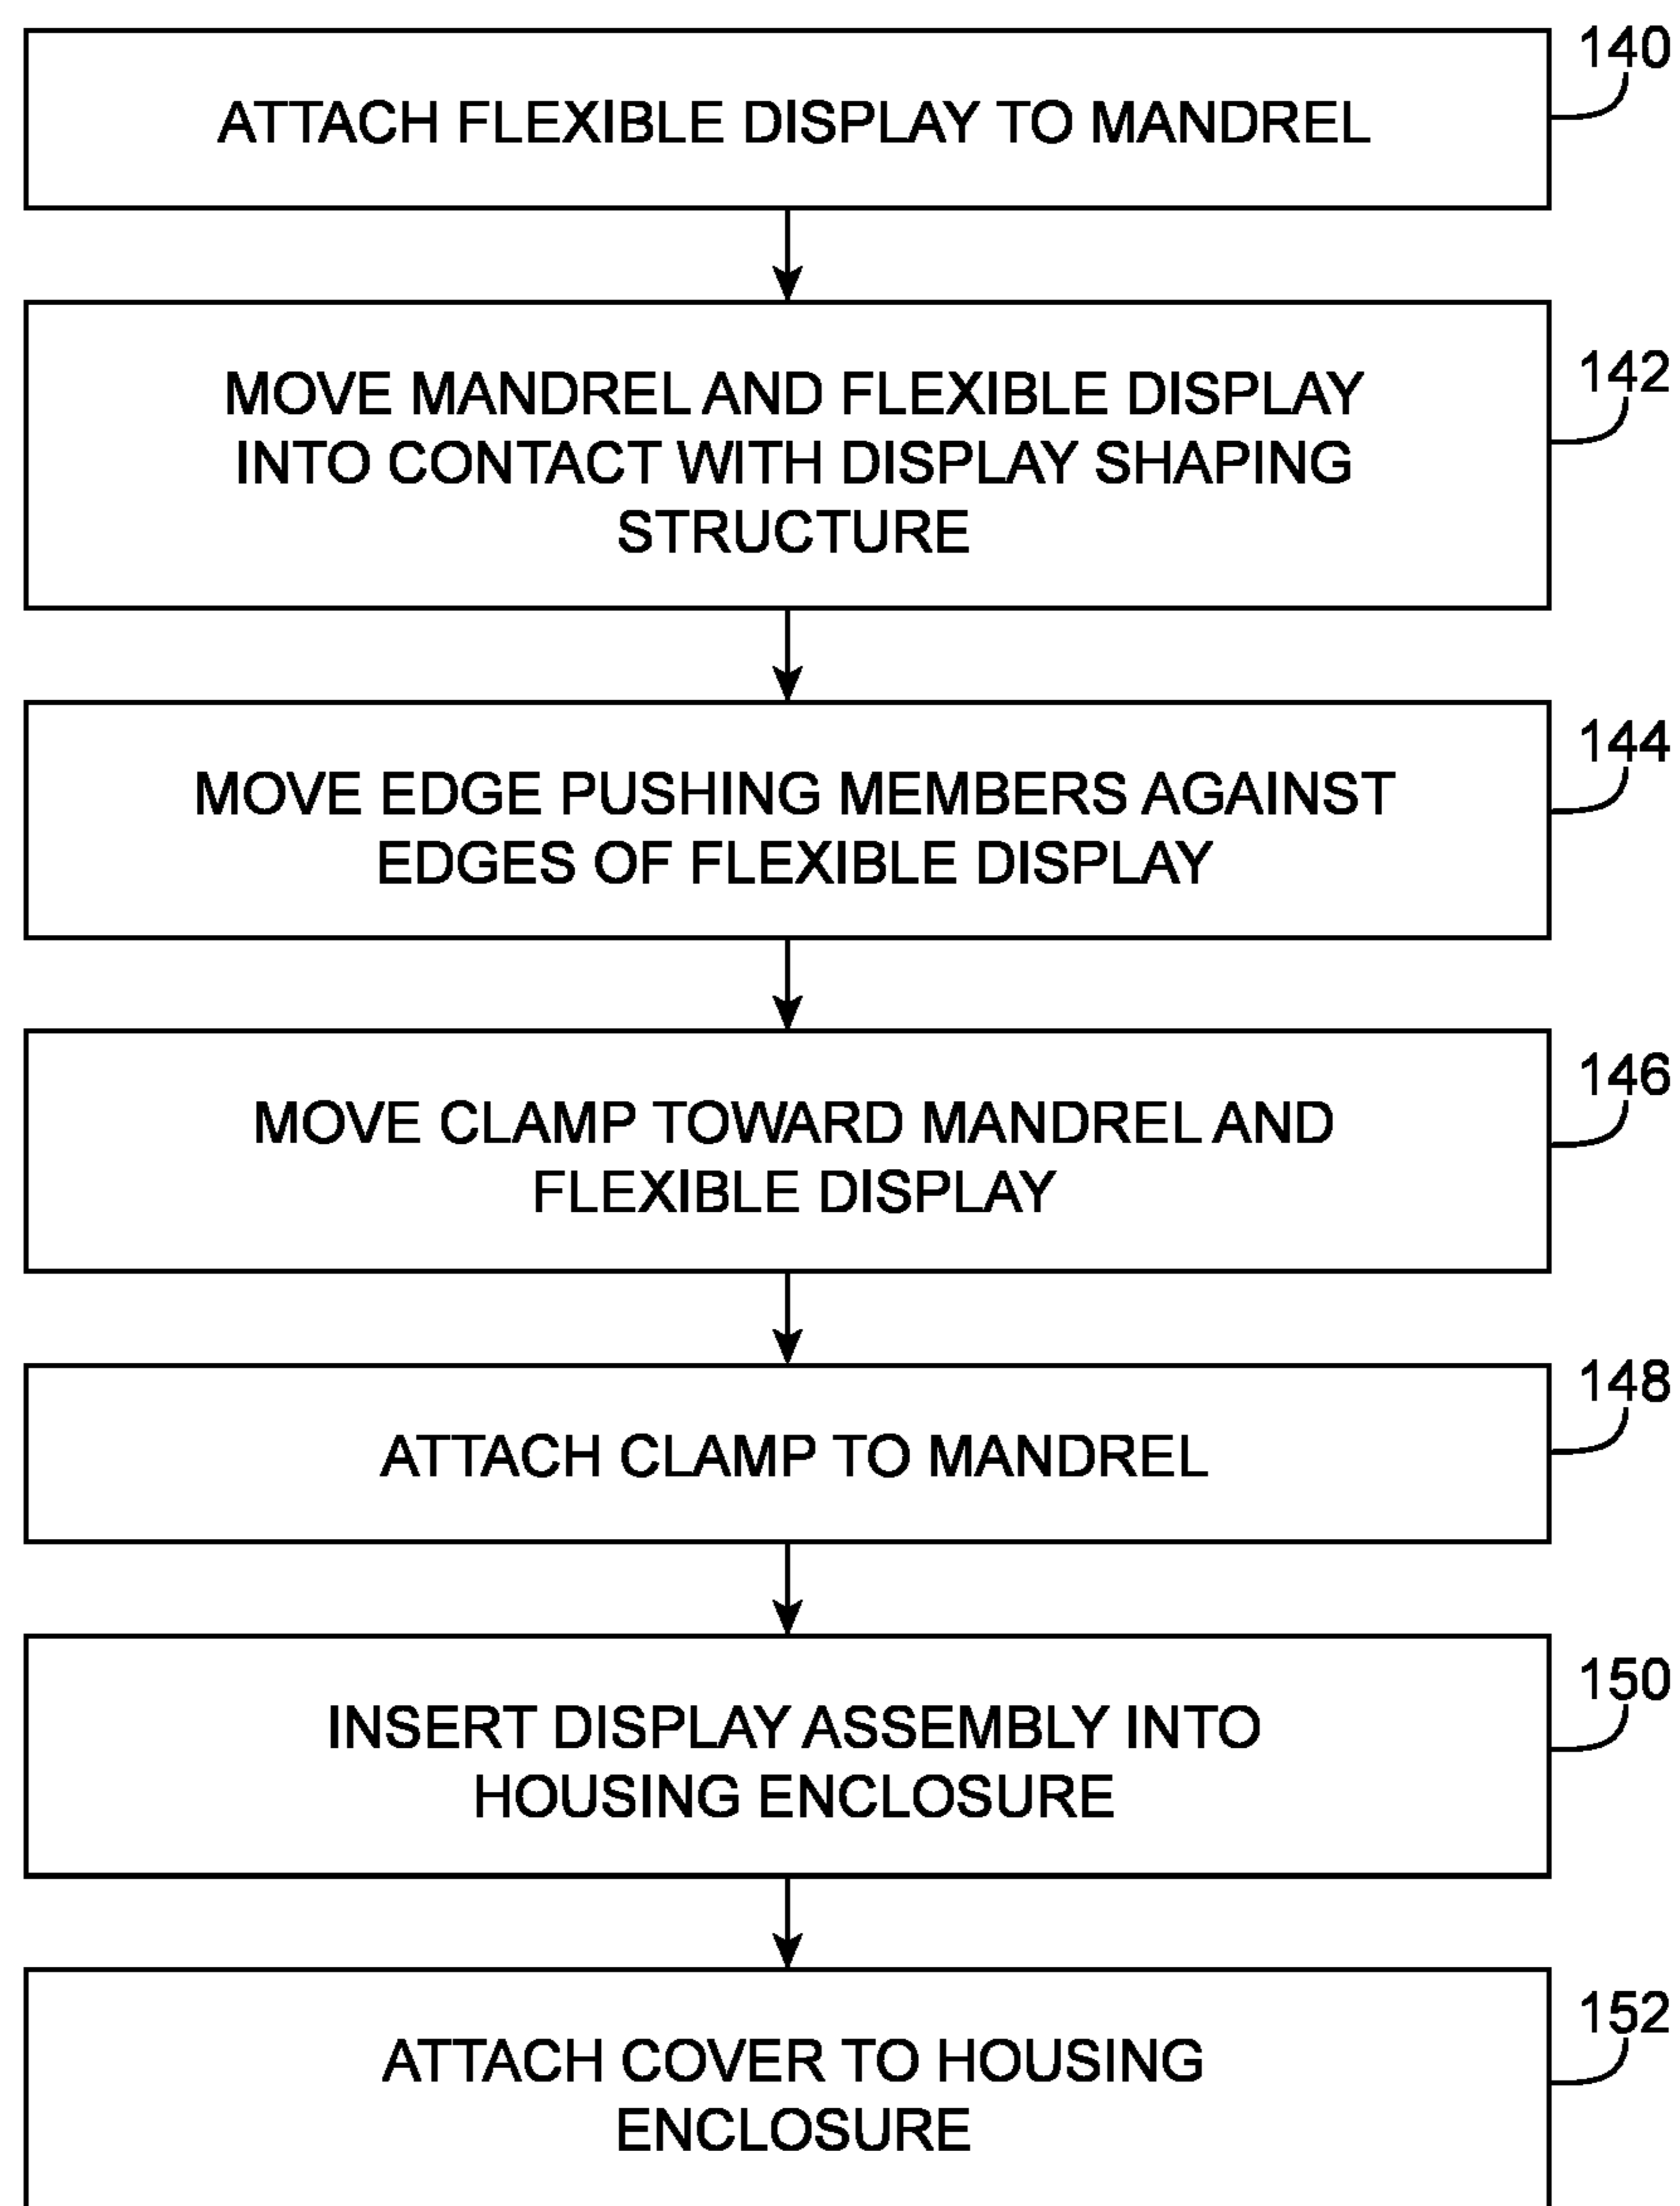 140
ATTACH FLEXIBLE DISPLAY TO MANDREL
142
MOVE MANDREL AND FLEXIBLE DISPLAY
INTO CONTACT WITH DISPLAY SHAPING
STRUCTURE
144
MOVE EDGE PUSHING MEMBERS AGAINST
EDGES OF FLEXIBLE DISPLAY
146
MOVE CLAMP TOWARD MANDREL AND
FLEXIBLE DISPLAY
148
ATTACH CLAMP TO MANDREL
150
INSERT DISPLAY ASSEMBLY INTO
HOUSING ENCLOSURE
152
ATTACH COVER TO HOUSING
ENCLOSURE